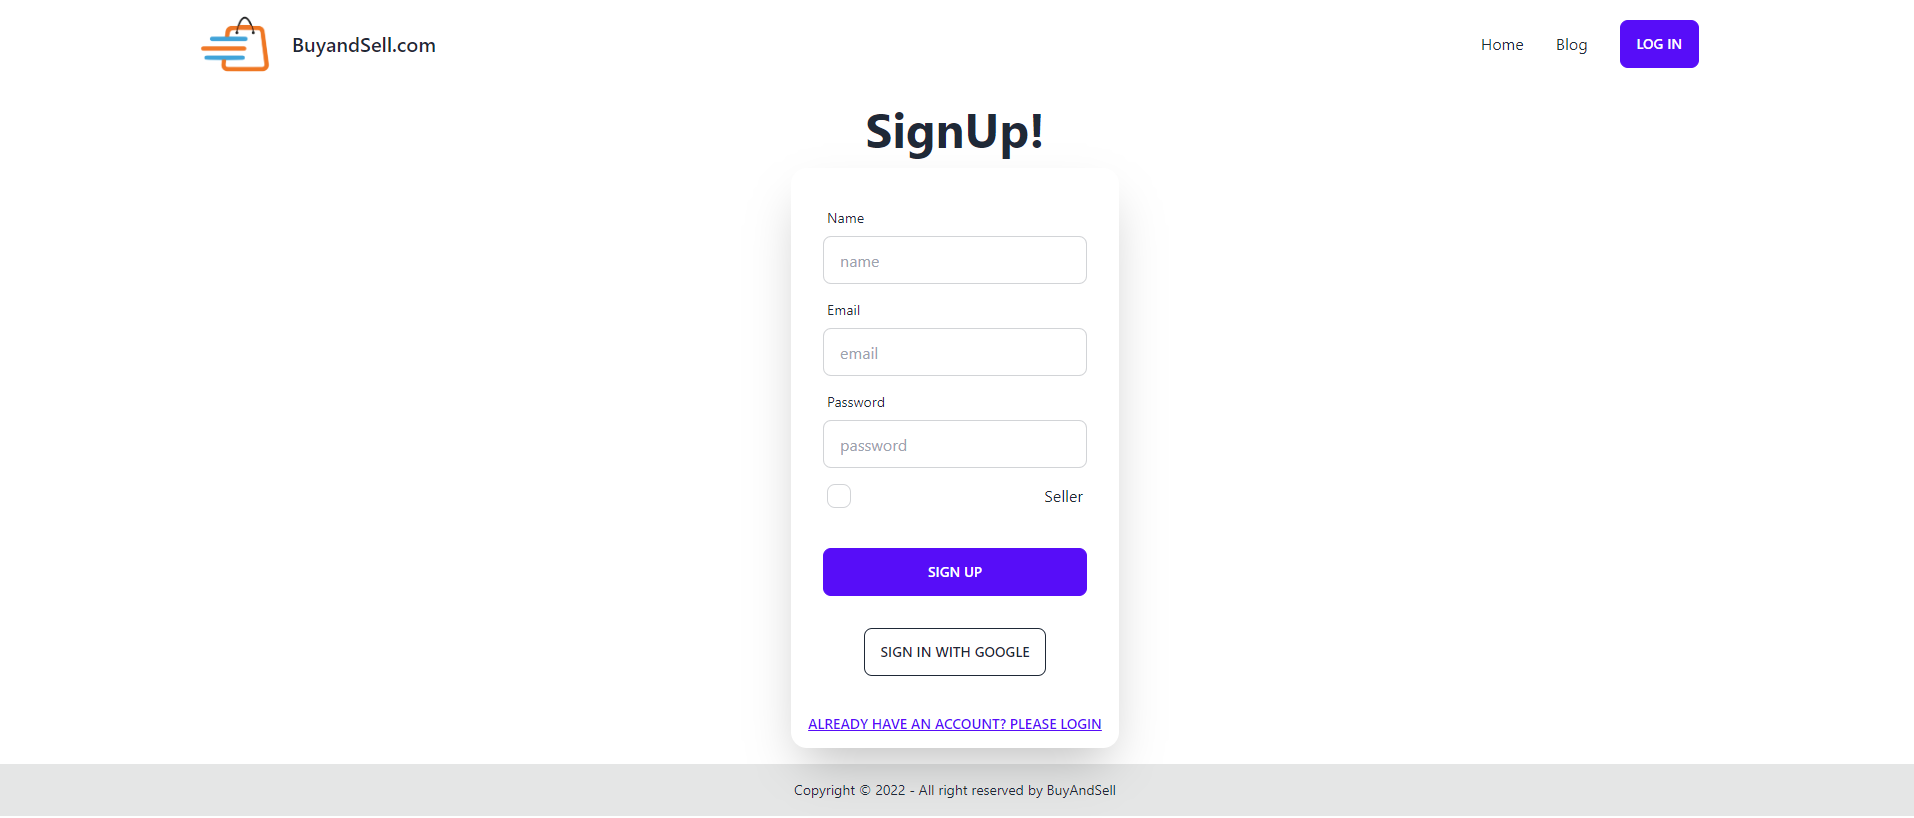 BuyandSell.com
Home
Blog
LOG IN
SignUp!
Name
name
Email
email
Password
password
Seller
SIGN UP
SIGN IN WITH GOOGLE
ALREADY HAVE AN ACCOUNT? PLEASE LOGIN
Copyright © 2022 - All right reserved by BuyAndSell